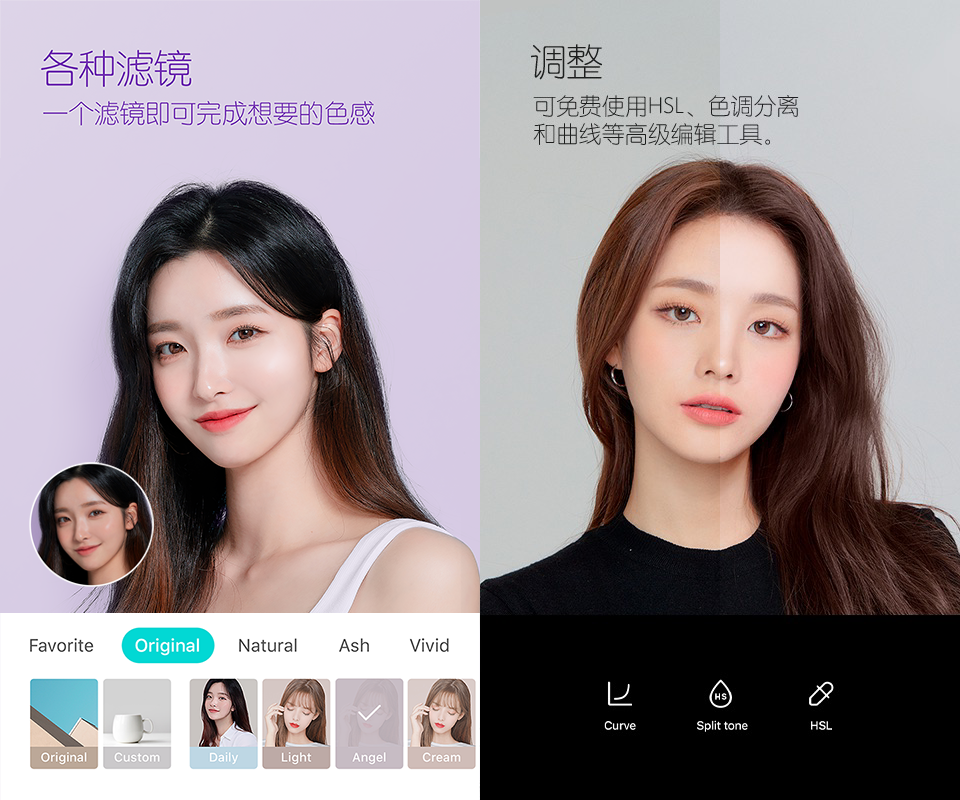 各种滤镜
一个滤镜即可完成想要的色感
Favorite Original Natural Ash Vivid
Original Custom Daily Light Angel Cream
调整
可免费使用HSL、色调分离
和曲线等高级编辑工具。
HS
Curve Split tone HSL